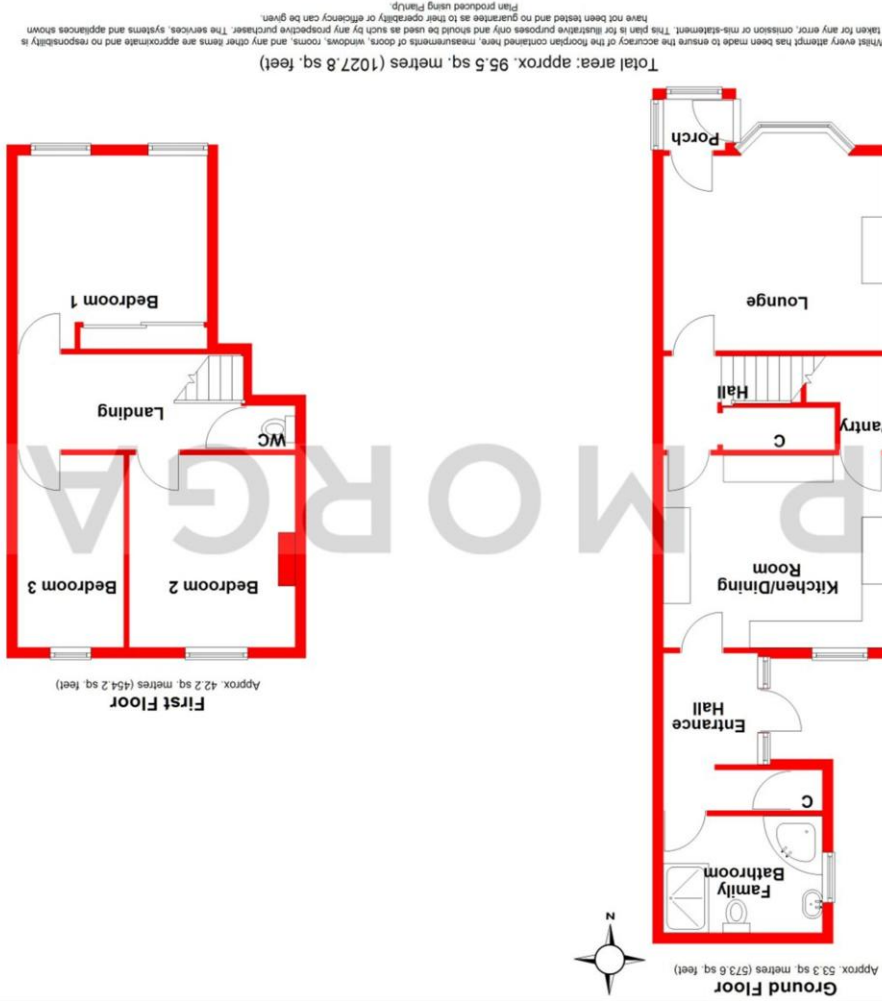 Ground Floor
Approx. 53.3 sq. metres (573.6 sq. feet)
N
Family
Bathroom
C
Entrance
Hall
Kitchen/Dining
Room
antry
C
Hall
Lounge
Porch
First Floor
Approx. 42.2 sq. metres (454.2 sq. feet)
Bedroom 2
Bedroom 3
WC
Landing
Bedroom 1
P MORGA
Total area: approx. 95.5 sq. metres (1027.8 sq. feet)
Whilst every attempt has been made to ensure the accuracy of the floorplan contained here, measurements of doors, windows, rooms, and any other items are approximate and no responsibility is
taken for any error, omission or mis-statement. This plan is for illustrative purposes only and should be used as such by any prospective purchaser. The services, systems and appliances shown
have not been tested and no guarantee as to their operability or efficiency can be given.
Plan produced using PlanUp.